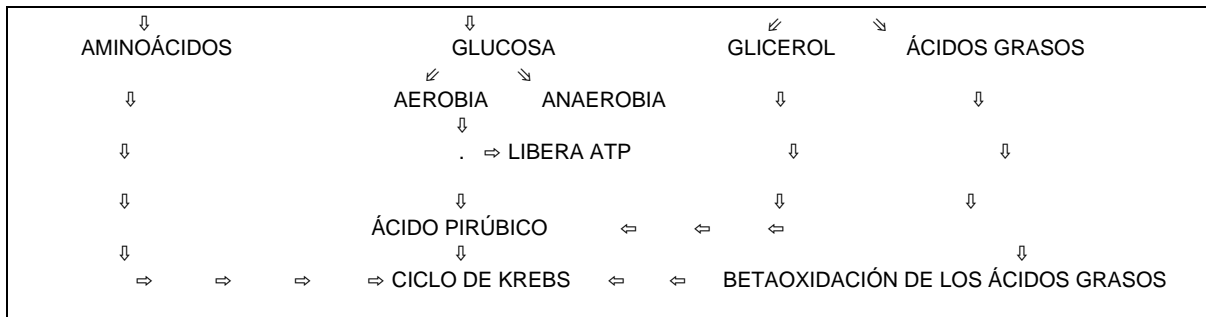 ⇩ ⇩ ⇙ ⇘
AMINOÁCIDOS GLUCOSA GLICEROL ÁCIDOS GRASOS
⇙ ⇘
⇩ AEROBIA ANAEROBIA ⇩ ⇩
⇩
⇩ . ⇨ LIBERA ATP ⇩ ⇩
⇩ ⇩ ⇩ ⇩
ÁCIDO PIRÚBICO ⇦ ⇦ ⇦
⇩ ⇩ ⇩
⇨ ⇨ ⇨ ⇨ CICLO DE KREBS ⇦ ⇦ BETAOXIDACIÓN DE LOS ÁCIDOS GRASOS